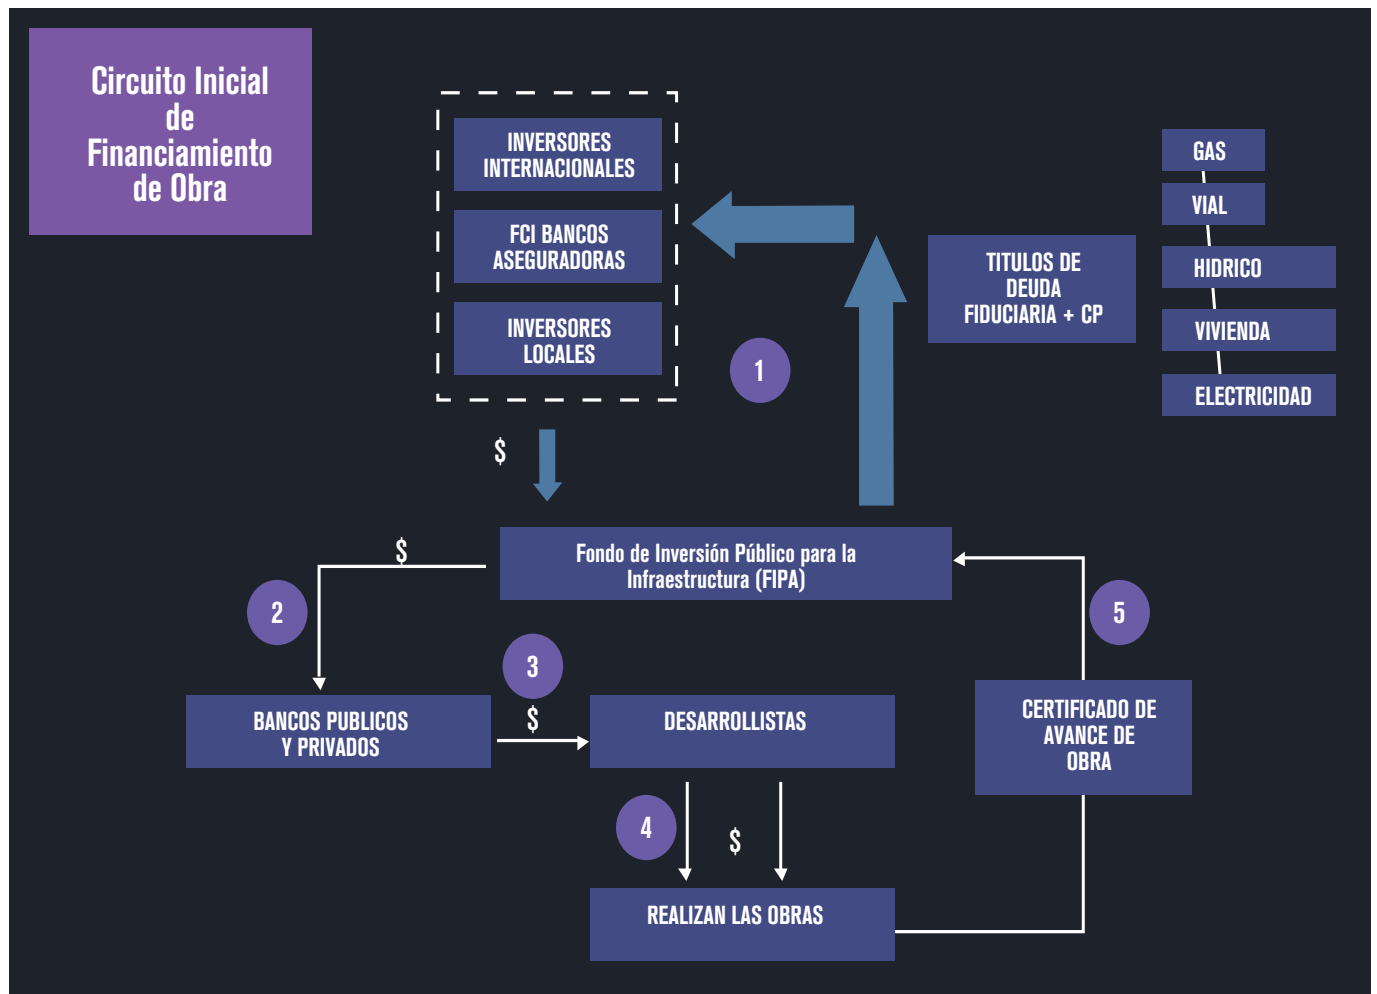 Circuito Inicial
de
Financiamiento
de Obra
INVERSORES
INTERNACIONALES
FCI BANCOS
ASEGURADORAS
INVERSORES
LOCALES
1
TITULOS DE
DEUDA
FIDUCIARIA + CP
GAS
VIAL
HIDRICO
VIVIENDA
ELECTRICIDAD
$
Fondo de Inversión Público para la
Infraestructura (FIPA)
$
2
3
5
BANCOS PUBLICOS
Y PRIVADOS
$
DESARROLLISTAS
CERTIFICADO DE
AVANCE DE
OBRA
4
$
REALIZAN LAS OBRAS